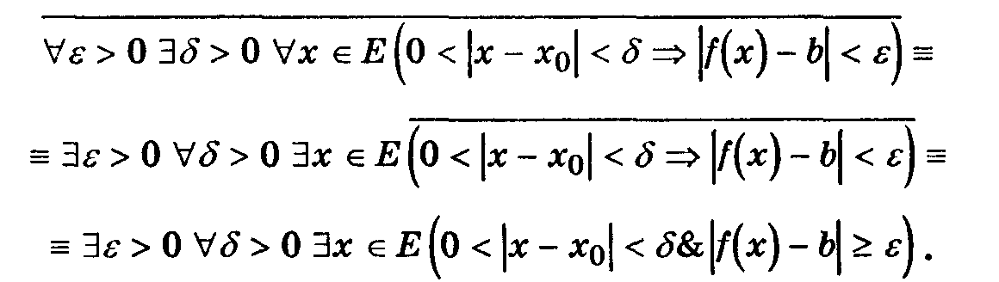 ∀ε > 0 ∃δ > 0 ∀x ∈ E(0 < |x − x₀| < δ ⇒ |f(x) − b| < ε) ≡
≡ ∃ε > 0 ∀δ > 0 ∃x ∈ E(0 < |x − x₀| < δ ⇒ |f(x) − b| < ε) ≡
≡ ∃ε > 0 ∀δ > 0 ∃x ∈ E(0 < |x − x₀| < δ&|f(x) − b| ≥ ε).